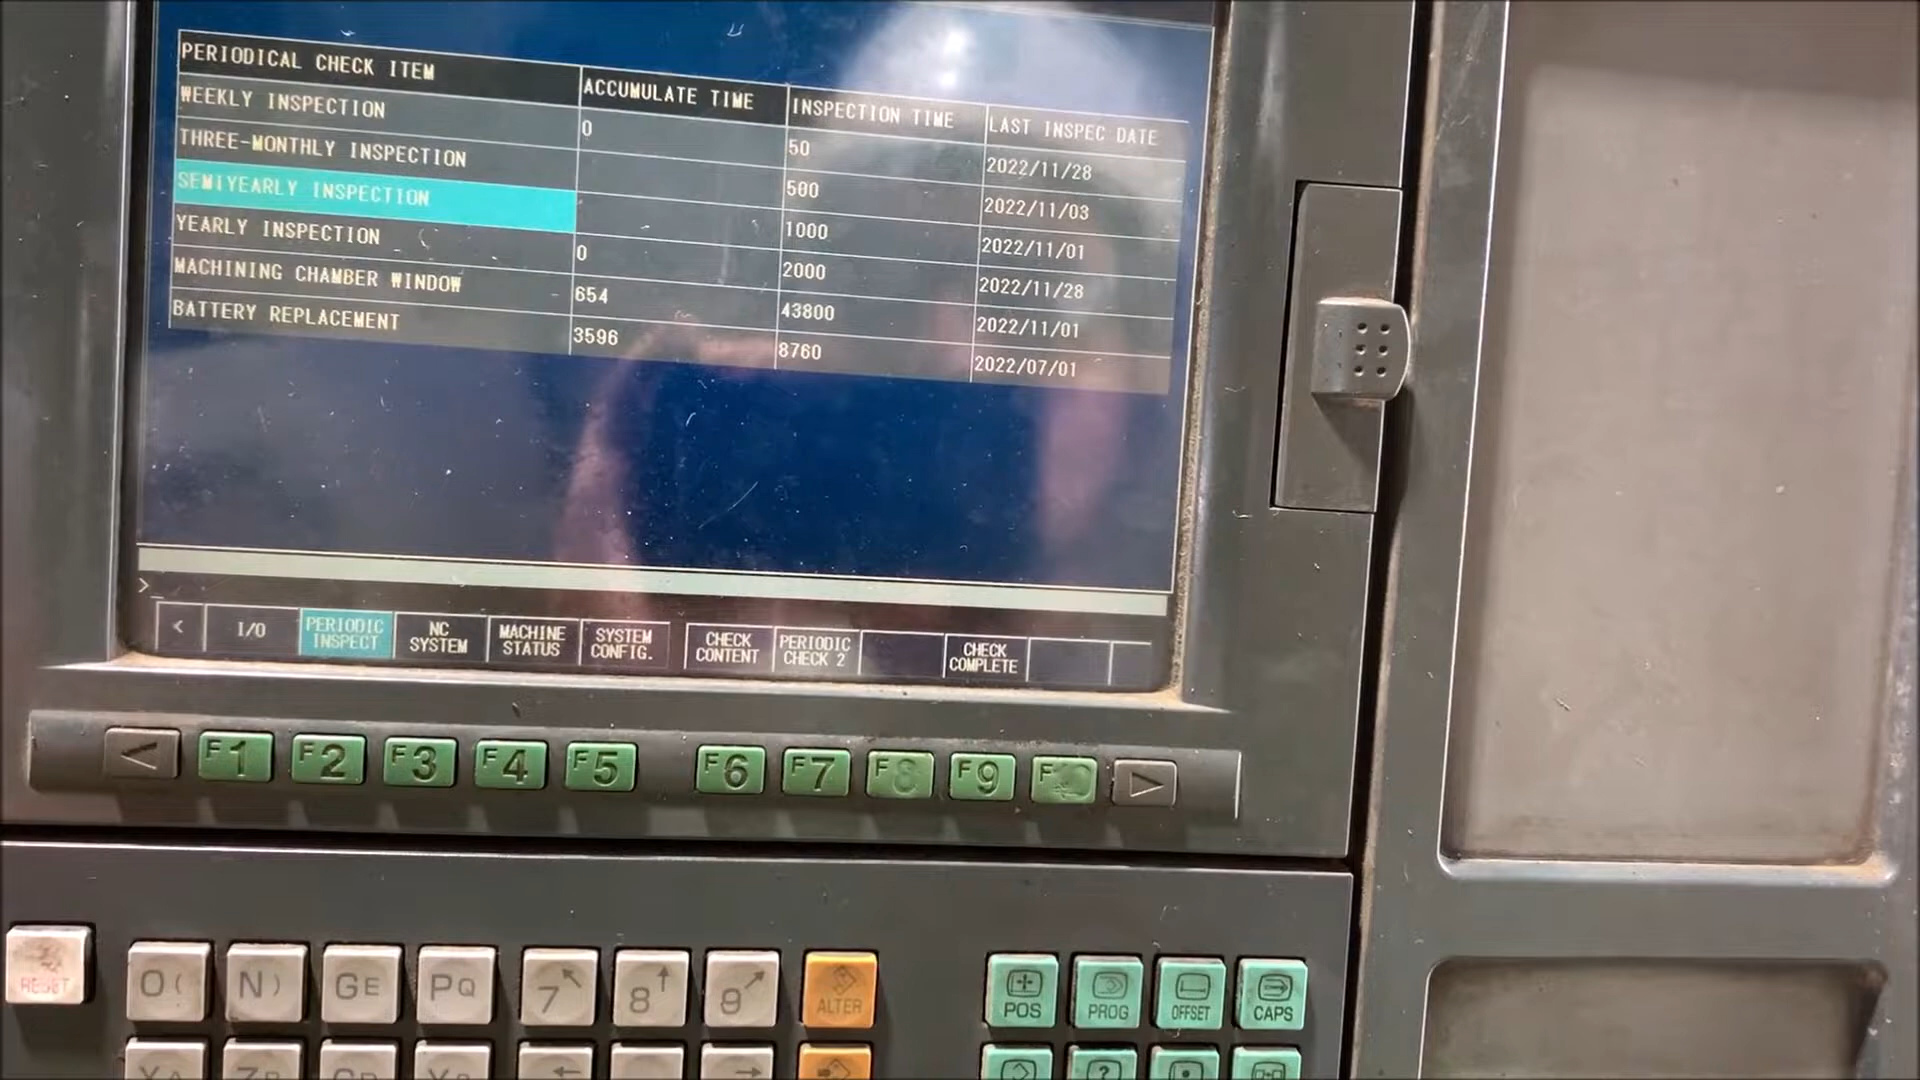 PERIODICAL CHECK ITEM ACCUMULATE TIME INSPECTION TIME LAST INSPEC DATE
WEEKLY INSPECTION 0 50 2022/11/28
THREE-MONTHLY INSPECTION 500 2022/11/03
SEMIYEARLY INSPECTION 1000 2022/11/01
YEARLY INSPECTION 0 2000 2022/11/28
MACHINING CHAMBER WINDOW 654 43800 2022/11/01
BATTERY REPLACEMENT 3596 8760 2022/07/01
>_
< I/O PERIODIC INSPECT NC SYSTEM MACHINE STATUS SYSTEM CONFIG. CHECK CONTENT PERIODIC CHECK 2 CHECK COMPLETE
F1 F2 F3 F4 F5 F6 F7 F8 F9 F
RESET O( N) GE PQ 7 8 9 ALTER POS PROG OFFSET CAPS
?